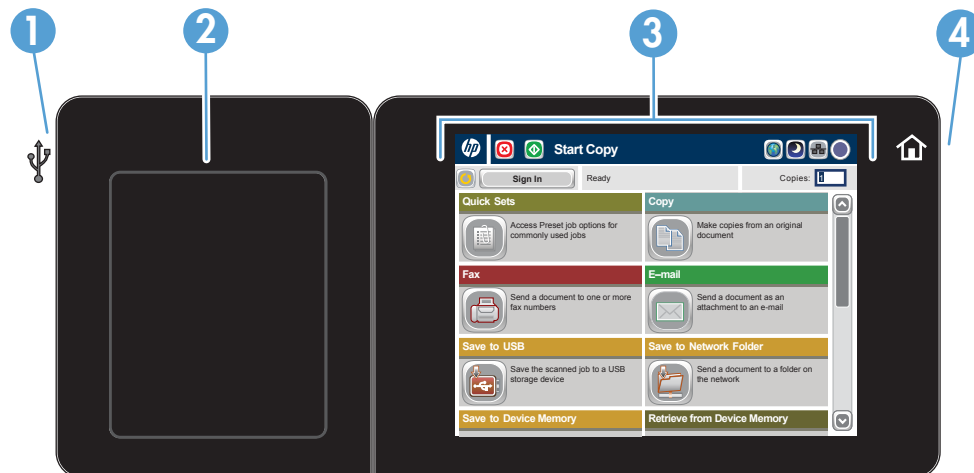 1
2
3
4
hp
Start Copy
Sign In
Ready
Copies:
1
Quick Sets
Access Preset job options for
commonly used jobs
Copy
Make copies from an original
document
Fax
Send a document to one or more
fax numbers
E–mail
Send a document as an
attachment to an e-mail
Save to USB
Save the scanned job to a USB
storage device
Save to Network Folder
Send a document to a folder on
the network
Save to Device Memory
Retrieve from Device Memory